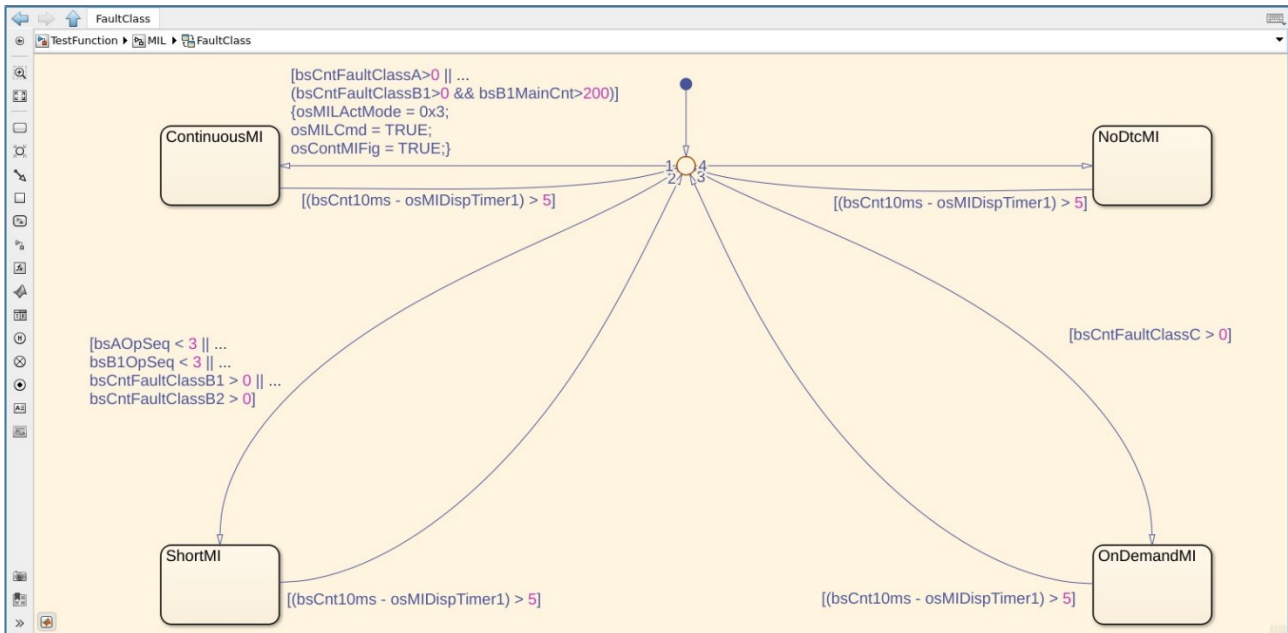 FaultClass
TestFunction MIL FaultClass
[bsCntFaultClassA>0 || ...
(bsCntFaultClassB1>0 && bsB1MainCnt>200)]
{osMILActMode = 0x3;
osMILCmd = TRUE;
osContMIFig = TRUE;}
ContinuousMI
NoDtcMI
1 4
2 3
[(bsCnt10ms - osMIDispTimer1) > 5]
[(bsCnt10ms - osMIDispTimer1) > 5]
[bsCntFaultClassC > 0]
[bsAOpSeq < 3 || ...
bsB1OpSeq < 3 || ...
bsCntFaultClassB1 > 0 || ...
bsCntFaultClassB2 > 0]
ShortMI
OnDemandMI
[(bsCnt10ms - osMIDispTimer1) > 5]
[(bsCnt10ms - osMIDispTimer1) > 5]